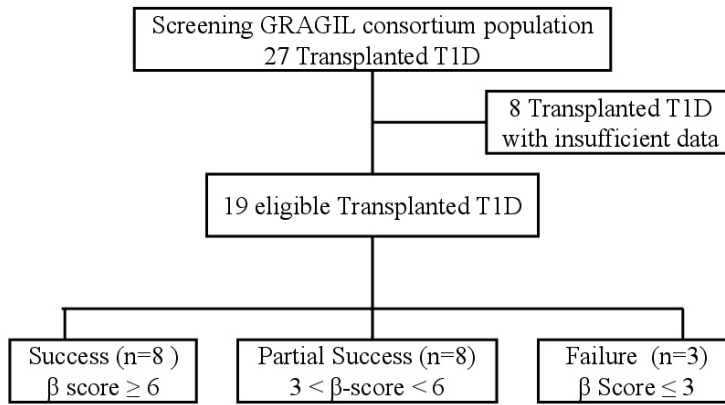 Screening GRAGIL consortium population
27 Transplanted T1D
8 Transplanted T1D
with insufficient data
19 eligible Transplanted T1D
Success (n=8 )
β score ≥ 6
Partial Success (n=8)
3 < β-score < 6
Failure (n=3)
β Score ≤ 3